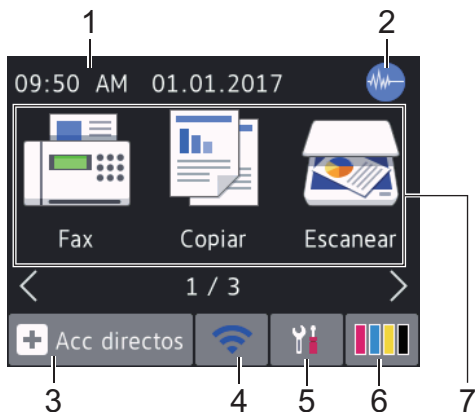 1 2
09:50 AM 01.01.2017
Fax Copiar Escanear
1 / 3
Acc directos
3 4 5 6 7